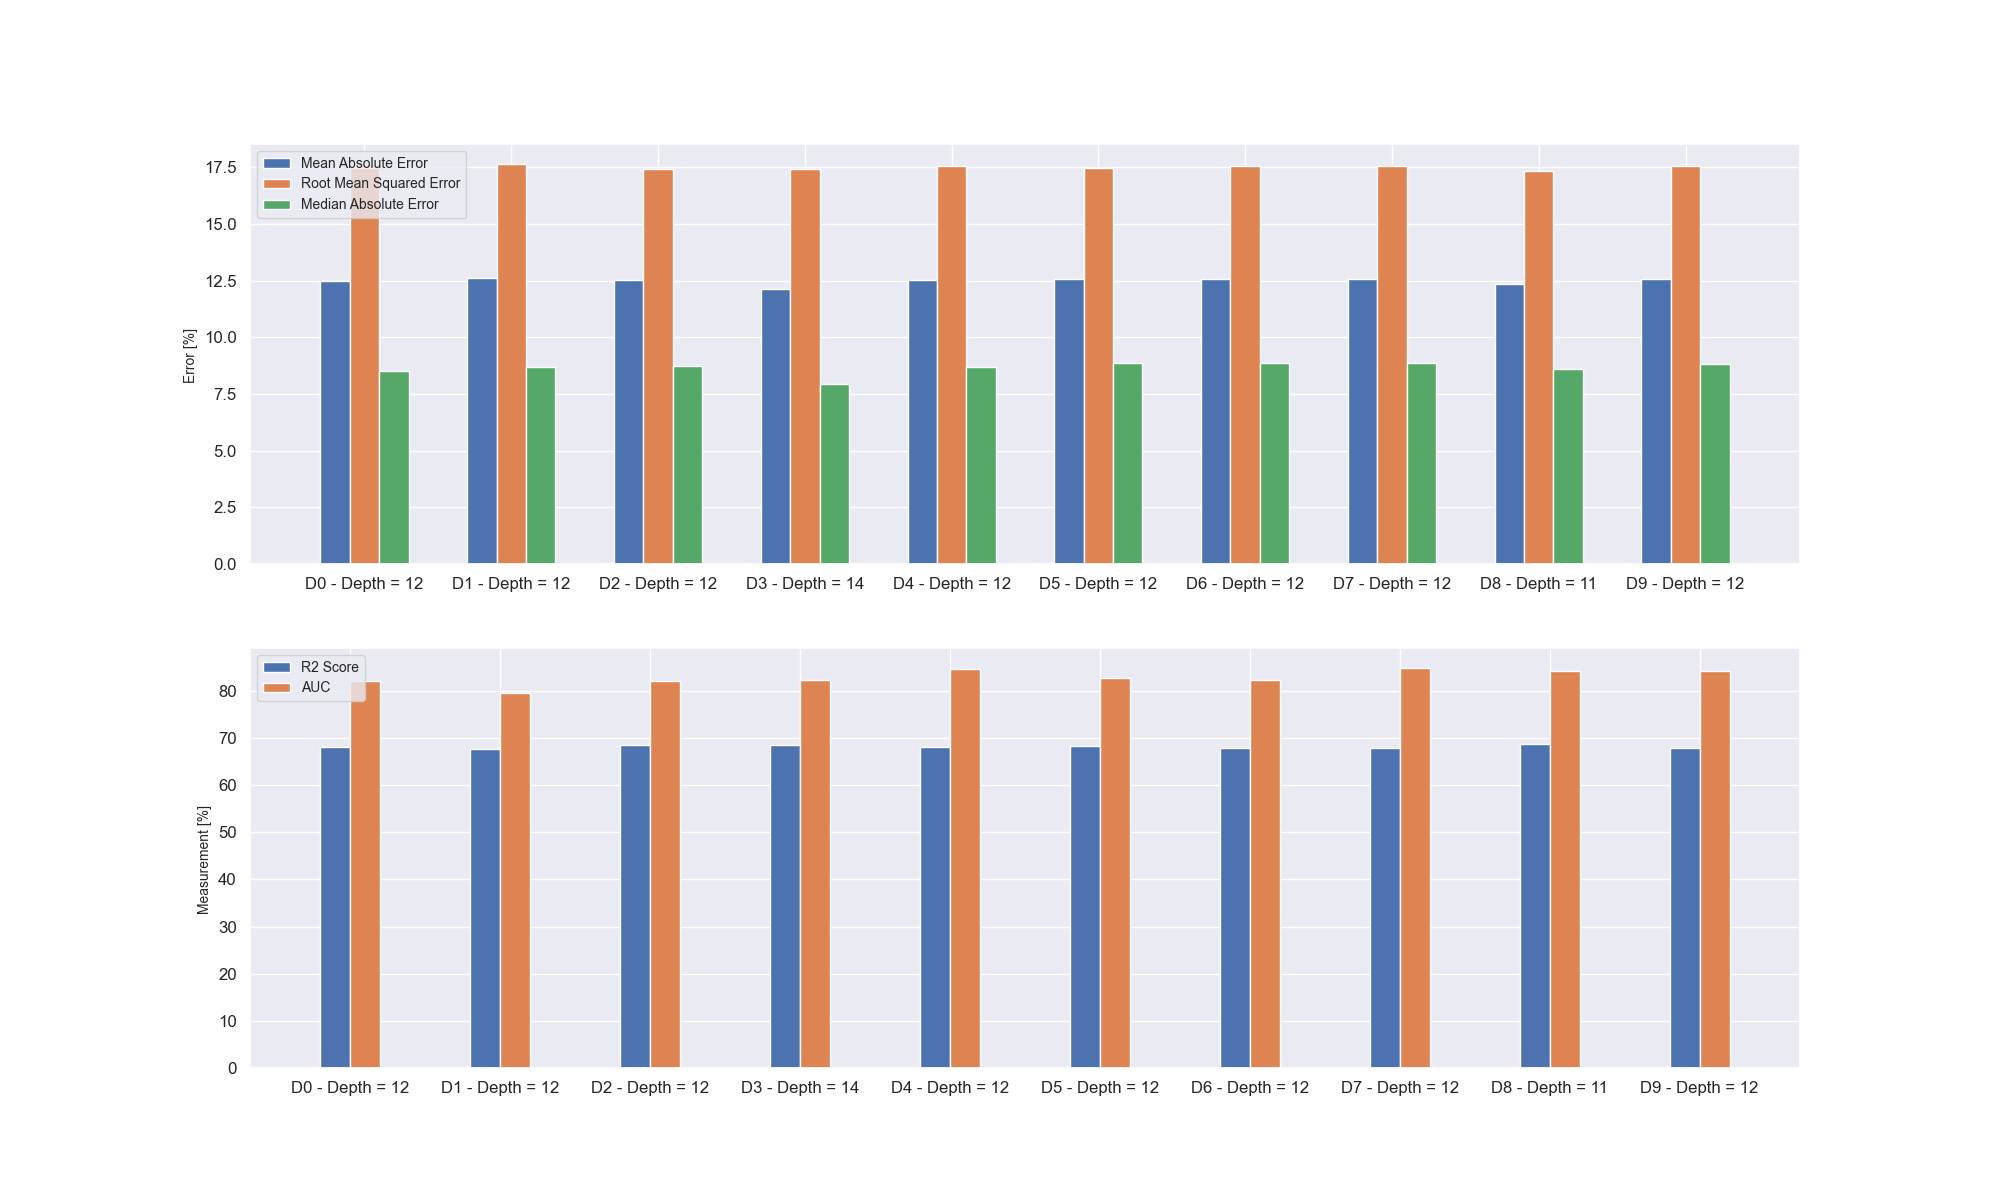 Mean Absolute Error
Root Mean Squared Error
Median Absolute Error
Error [%]
17.5
15.0
12.5
10.0
7.5
5.0
2.5
0.0
D0 - Depth = 12 D1 - Depth = 12 D2 - Depth = 12 D3 - Depth = 14 D4 - Depth = 12 D5 - Depth = 12 D6 - Depth = 12 D7 - Depth = 12 D8 - Depth = 11 D9 - Depth = 12
R2 Score
AUC
Measurement [%]
80
70
60
50
40
30
20
10
0
D0 - Depth = 12 D1 - Depth = 12 D2 - Depth = 12 D3 - Depth = 14 D4 - Depth = 12 D5 - Depth = 12 D6 - Depth = 12 D7 - Depth = 12 D8 - Depth = 11 D9 - Depth = 12